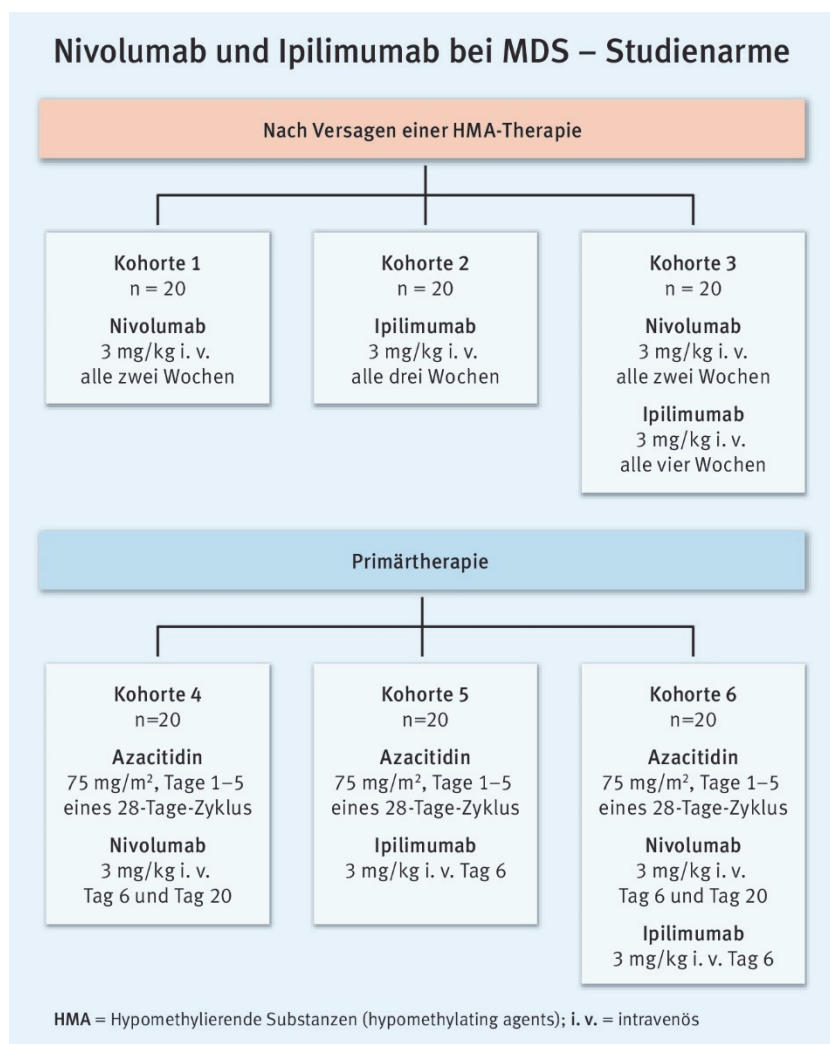 Nivolumab und Ipilimumab bei MDS – Studienarme
Nach Versagen einer HMA-Therapie
Kohorte 1
n = 20
Nivolumab
3 mg/kg i. v.
alle zwei Wochen
Kohorte 2
n = 20
Ipilimumab
3 mg/kg i. v.
alle drei Wochen
Kohorte 3
n = 20
Nivolumab
3 mg/kg i. v.
alle zwei Wochen
Ipilimumab
3 mg/kg i. v.
alle vier Wochen
Primärtherapie
Kohorte 4
n=20
Azacitidin
75 mg/m², Tage 1–5
eines 28-Tage-Zyklus
Nivolumab
3 mg/kg i. v.
Tag 6 und Tag 20
Kohorte 5
n=20
Azacitidin
75 mg/m², Tage 1–5
eines 28-Tage-Zyklus
Ipilimumab
3 mg/kg i. v. Tag 6
Kohorte 6
n=20
Azacitidin
75 mg/m², Tage 1–5
eines 28-Tage-Zyklus
Nivolumab
3 mg/kg i. v.
Tag 6 und Tag 20
Ipilimumab
3 mg/kg i. v. Tag 6
HMA = Hypomethylierende Substanzen (hypomethylating agents); i. v. = intravenös